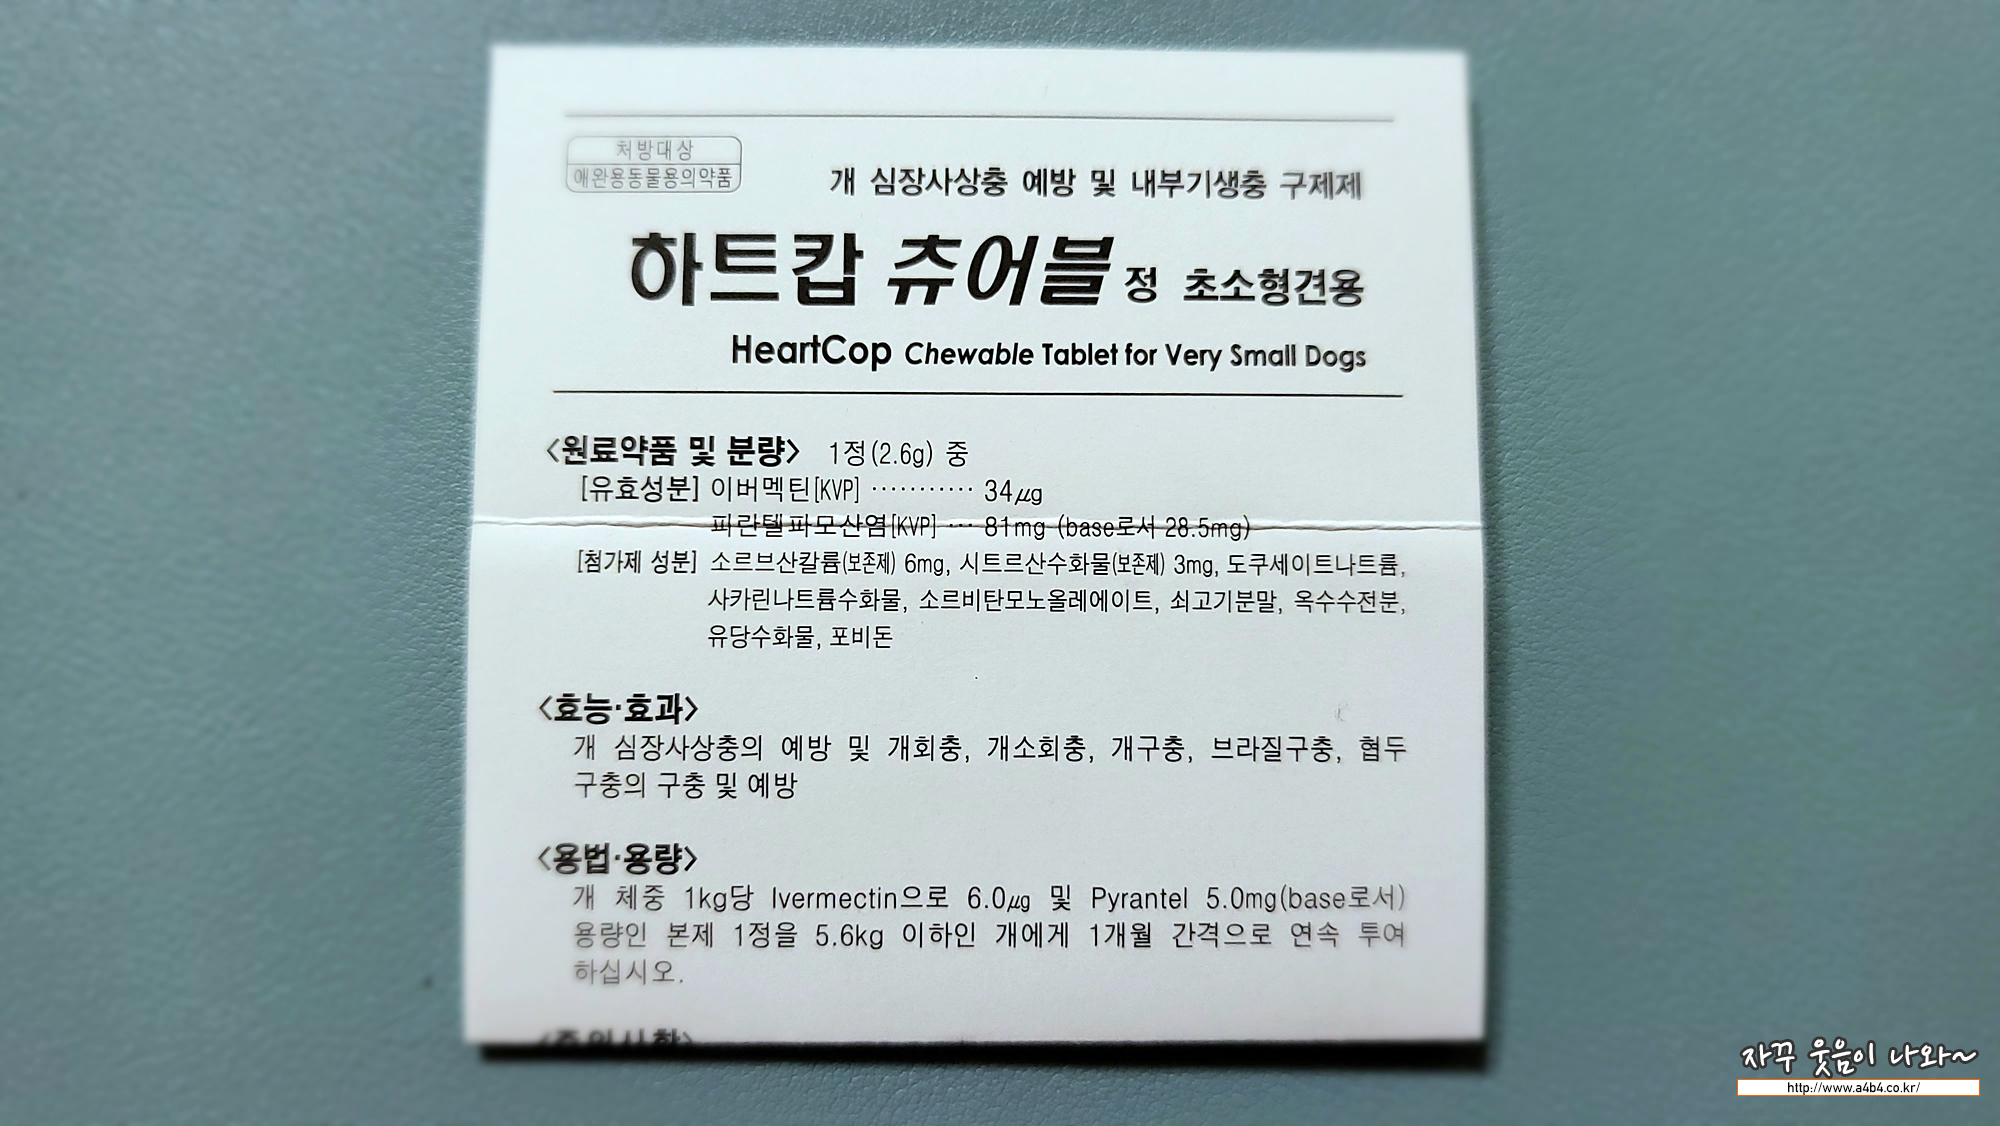 처방대상
애완용동물용의약품
개 심장사상충 예방 및 내부기생충 구제제
하트캅 츄어블 정 초소형견용
HeartCop Chewable Tablet for Very Small Dogs
<원료약품 및 분량> 1정(2.6g) 중
[유효성분] 이버멕틴[KVP] ··········· 34㎍
피란텔파모산염[KVP] ··· 81mg (base로서 28.5mg)
[첨가제 성분] 소르브산칼륨(보존제) 6mg, 시트르산수화물(보존제) 3mg, 도쿠세이트나트륨,
사카린나트륨수화물, 소르비탄모노올레에이트, 쇠고기분말, 옥수수전분,
유당수화물, 포비돈
<효능·효과>
개 심장사상충의 예방 및 개회충, 개소회충, 개구충, 브라질구충, 협두
구충의 구충 및 예방
<용법·용량>
개 체중 1kg당 Ivermectin으로 6.0㎍ 및 Pyrantel 5.0mg(base로서)
용량인 본제 1정을 5.6kg 이하인 개에게 1개월 간격으로 연속 투여
하십시오.
<주의사항>
자꾸 웃음이 나와~
http://www.a4b4.co.kr/